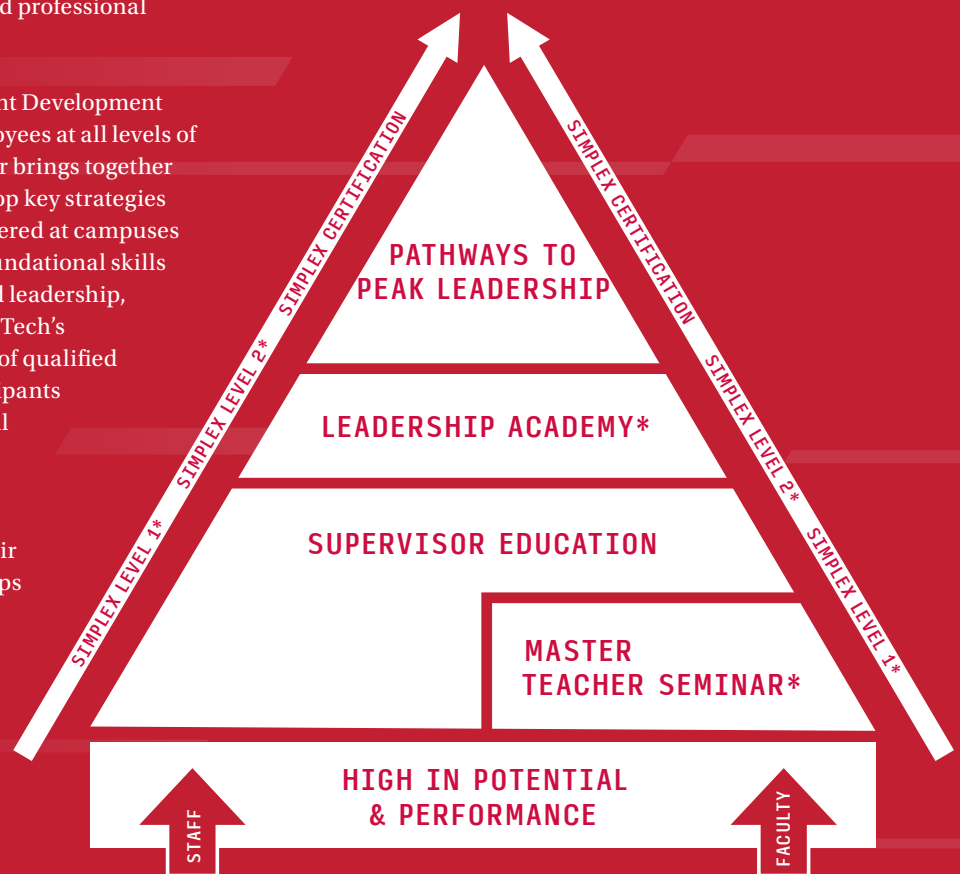 d professional
nt Development
oyees at all levels of
r brings together
op key strategies
ered at campuses
undational skills
d leadership,
Tech's
of qualified
ipants
l
ir
ps
SIMPLEX LEVEL 1* SIMPLEX LEVEL 2* SIMPLEX CERTIFICATION
SIMPLEX CERTIFICATION SIMPLEX LEVEL 2* SIMPLEX LEVEL 1*
PATHWAYS TO
PEAK LEADERSHIP
LEADERSHIP ACADEMY*
SUPERVISOR EDUCATION
MASTER
TEACHER SEMINAR*
HIGH IN POTENTIAL
& PERFORMANCE
STAFF
FACULTY